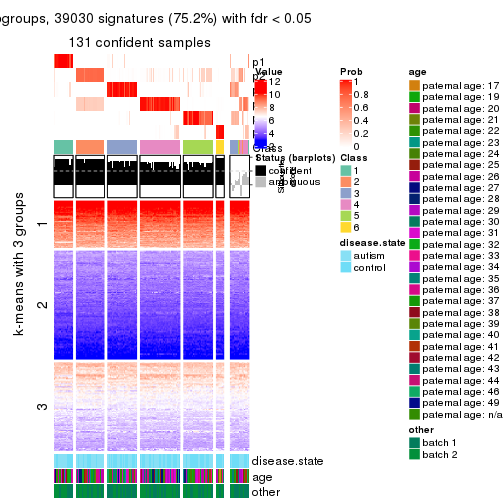 ogroups, 39030 signatures (75.2%) with fdr < 0.05
131 confident samples
p1
Class
k-means with 3 groups
1
2
3
disease.state
age
other
Value
12
10
8
6
4
Status (barplots)
confident
ambiguous
Prob
1
0.8
0.6
0.4
0.2
0
Class
1
2
3
4
5
6
disease.state
autism
control
age
paternal age: 17
paternal age: 19
paternal age: 20
paternal age: 21
paternal age: 22
paternal age: 23
paternal age: 24
paternal age: 25
paternal age: 26
paternal age: 27
paternal age: 28
paternal age: 29
paternal age: 30
paternal age: 31
paternal age: 32
paternal age: 33
paternal age: 34
paternal age: 35
paternal age: 36
paternal age: 37
paternal age: 38
paternal age: 39
paternal age: 40
paternal age: 41
paternal age: 42
paternal age: 43
paternal age: 44
paternal age: 46
paternal age: 49
paternal age: n/a
other
batch 1
batch 2